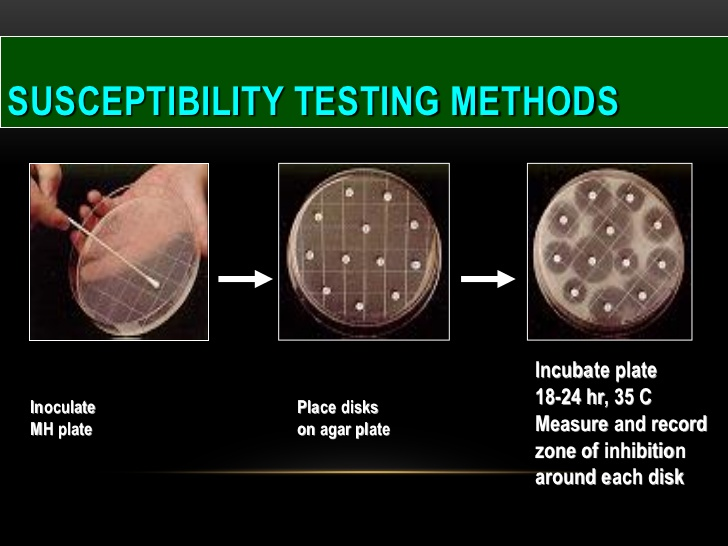 SUSCEPTIBILITY TESTING METHODS
Inoculate
MH plate
Place disks
on agar plate
Incubate plate
18-24 hr, 35 C
Measure and record
zone of inhibition
around each disk